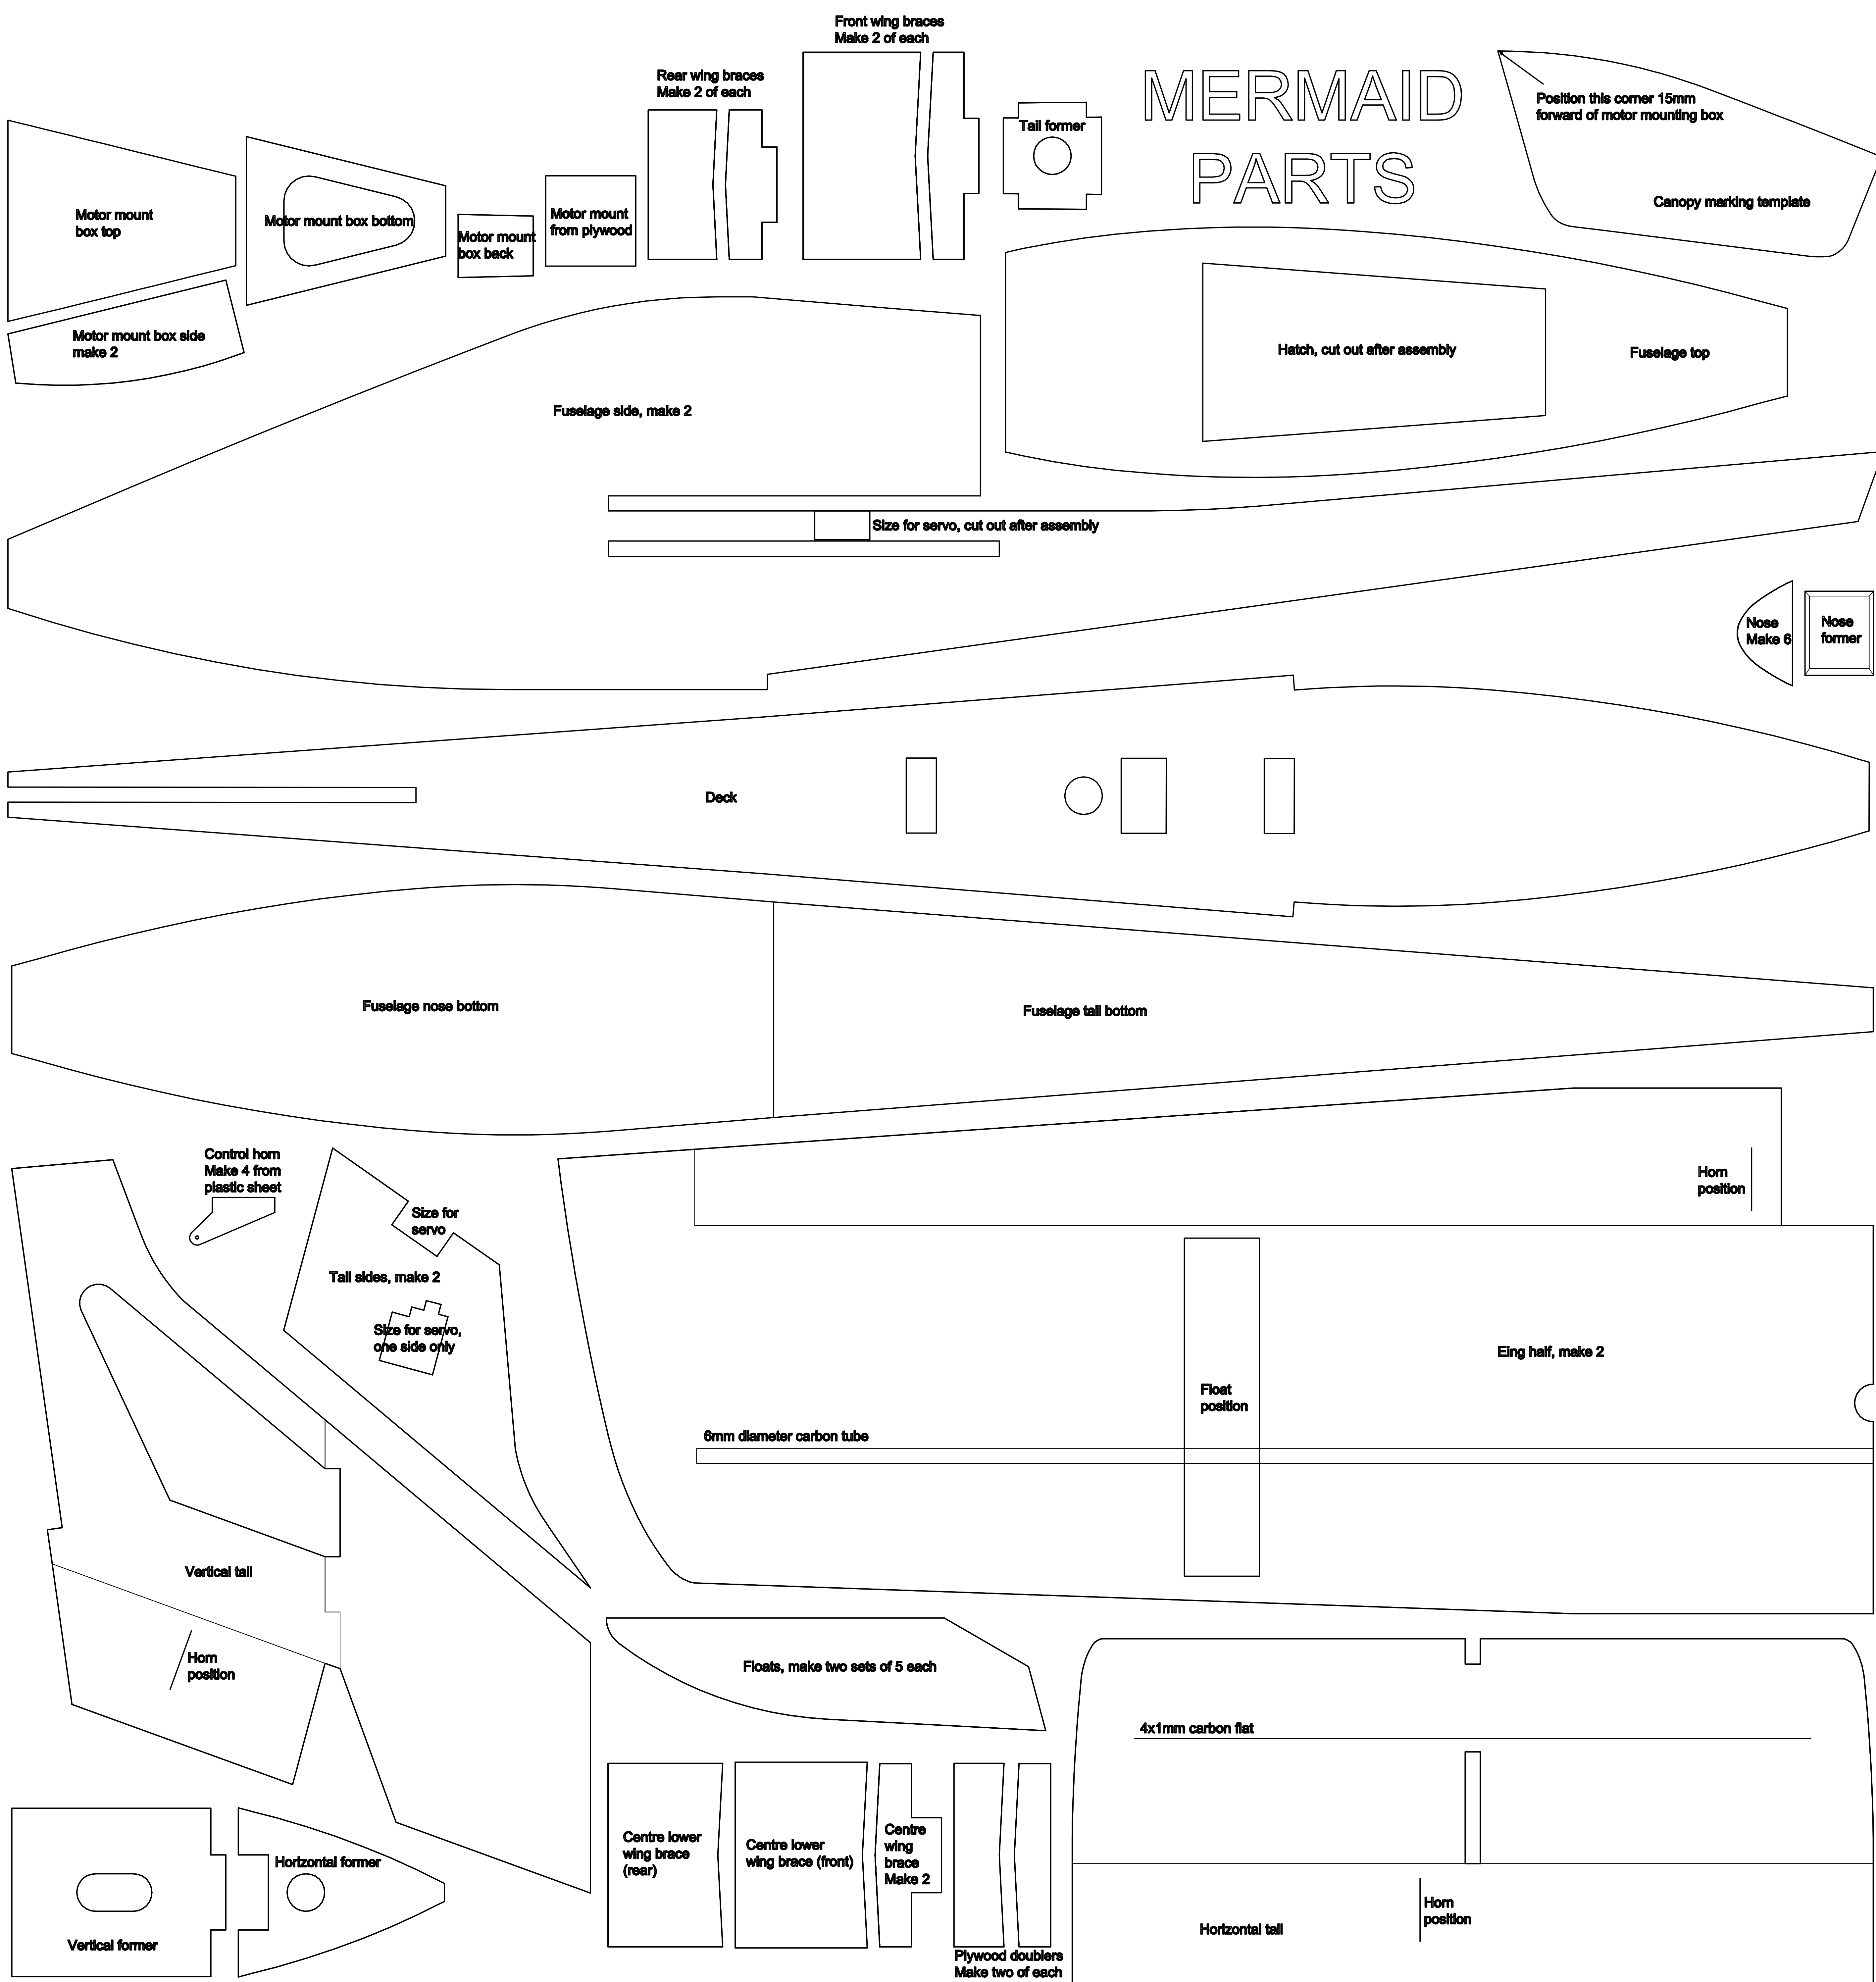 Front wing braces
Make 2 of each
Rear wing braces
Make 2 of each
MERMAID
PARTS
Position this corner 15mm
forward of motor mounting box
Tail former
Canopy marking template
Motor mount
box top
Motor mount box bottom
Motor mount
box back
Motor mount
from plywood
Motor mount box side
make 2
Hatch, cut out after assembly
Fuselage top
Fuselage side, make 2
Size for servo, cut out after assembly
Nose
Make 6
Nose
former
Deck
Fuselage nose bottom
Fuselage tail bottom
Control horn
Make 4 from
plastic sheet
Size for
servo
Horn
position
Tail sides, make 2
Size for servo,
one side only
Eing half, make 2
Float
position
6mm diameter carbon tube
Vertical tail
Horn
position
Floats, make two sets of 5 each
4x1mm carbon flat
Centre lower
wing brace
(rear)
Centre lower
wing brace (front)
Centre
wing
brace
Make 2
Horizontal former
Vertical former
Horn
position
Horizontal tail
Plywood doublers
Make two of each